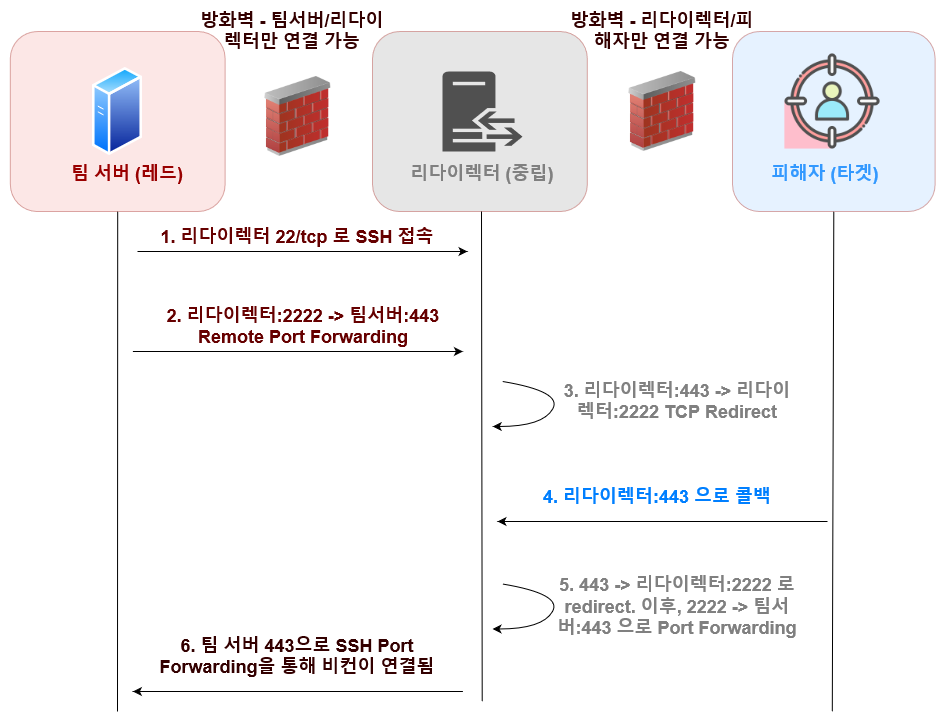 방화벽 - 팀서버/리다이
렉터만 연결 가능
방화벽 - 리다이렉터/피
해자만 연결 가능
팀 서버 (레드)
리다이렉터 (중립)
피해자 (타겟)
1. 리다이렉터 22/tcp 로 SSH 접속
2. 리다이렉터:2222 -> 팀서버:443
Remote Port Forwarding
3. 리다이렉터:443 -> 리다이
렉터:2222 TCP Redirect
4. 리다이렉터:443 으로 콜백
5. 443 -> 리다이렉터:2222 로
redirect. 이후, 2222 -> 팀서
버:443 으로 Port Forwarding
6. 팀 서버 443으로 SSH Port
Forwarding을 통해 비컨이 연결됨